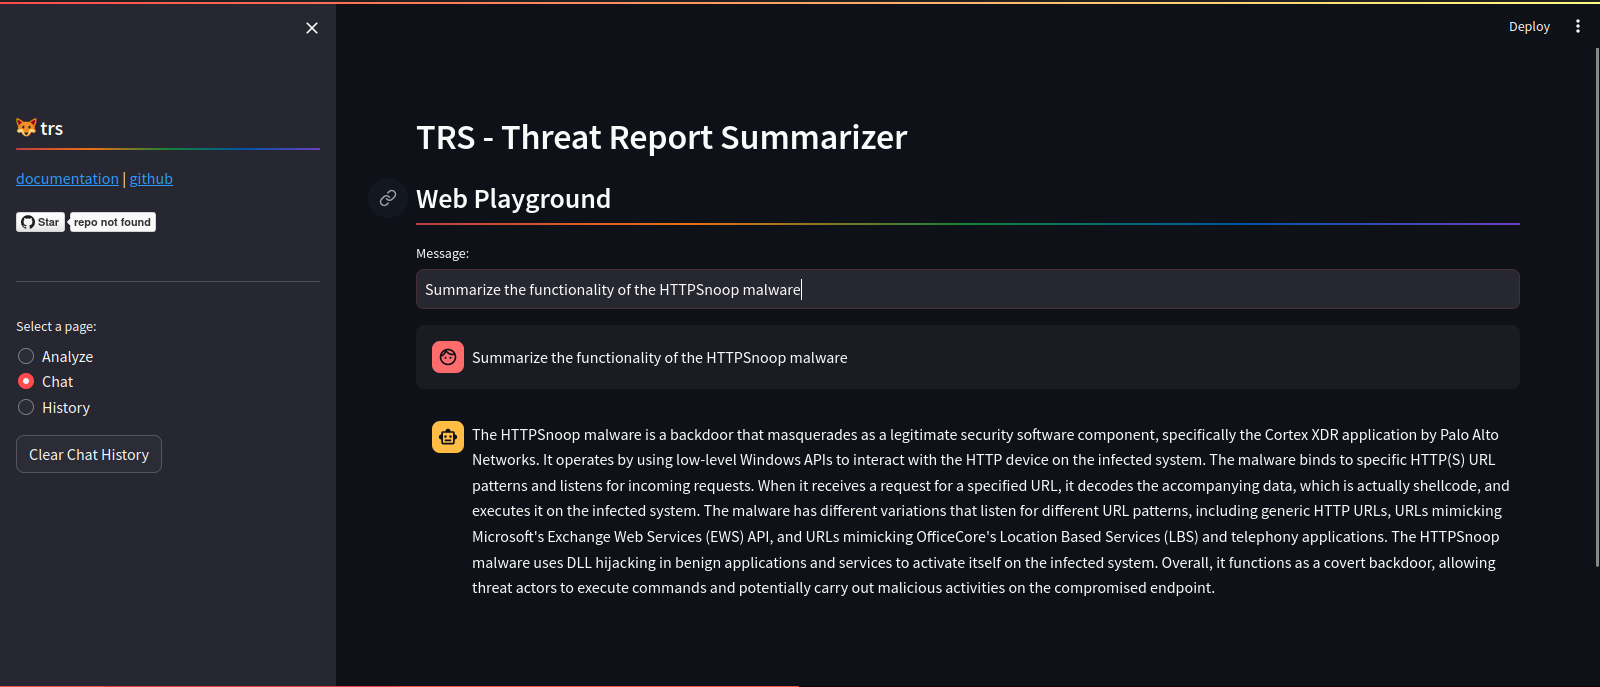 Deploy
trs
documentation | github
Star repo not found
Select a page:
Analyze
Chat
History
Clear Chat History
TRS - Threat Report Summarizer
Web Playground
Message:
Summarize the functionality of the HTTPSnoop malware
Summarize the functionality of the HTTPSnoop malware
The HTTPSnoop malware is a backdoor that masquerades as a legitimate security software component, specifically the Cortex XDR application by Palo Alto
Networks. It operates by using low-level Windows APIs to interact with the HTTP device on the infected system. The malware binds to specific HTTP(S) URL
patterns and listens for incoming requests. When it receives a request for a specified URL, it decodes the accompanying data, which is actually shellcode, and
executes it on the infected system. The malware has different variations that listen for different URL patterns, including generic HTTP URLs, URLs mimicking
Microsoft's Exchange Web Services (EWS) API, and URLs mimicking OfficeCore's Location Based Services (LBS) and telephony applications. The HTTPSnoop
malware uses DLL hijacking in benign applications and services to activate itself on the infected system. Overall, it functions as a covert backdoor, allowing
threat actors to execute commands and potentially carry out malicious activities on the compromised endpoint.